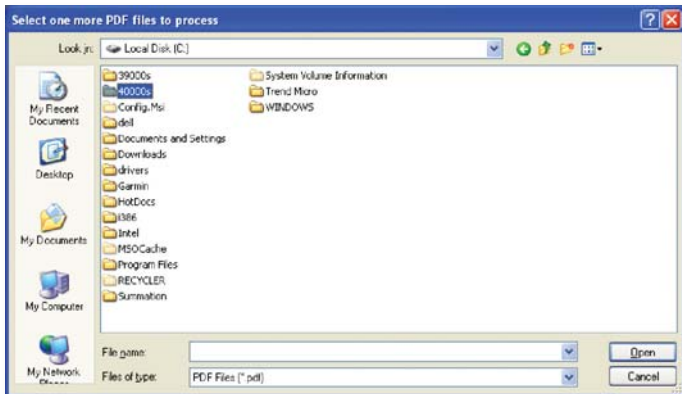 Select one more PDF files to process
Look in:
Local Disk (C:)
My Recent
Documents
Desktop
My Documents
My Computer
My Network
39000s
40000s
Config.Msi
dell
Documents and Settings
Downloads
drivers
Garmin
HotDocs
i386
Intel
MSOCache
Program Files
RECYCLER
Summation
System Volume Information
Trend Micro
WINDOWS
File name:
Open
Files of type:
PDF Files (*.pdf)
Cancel